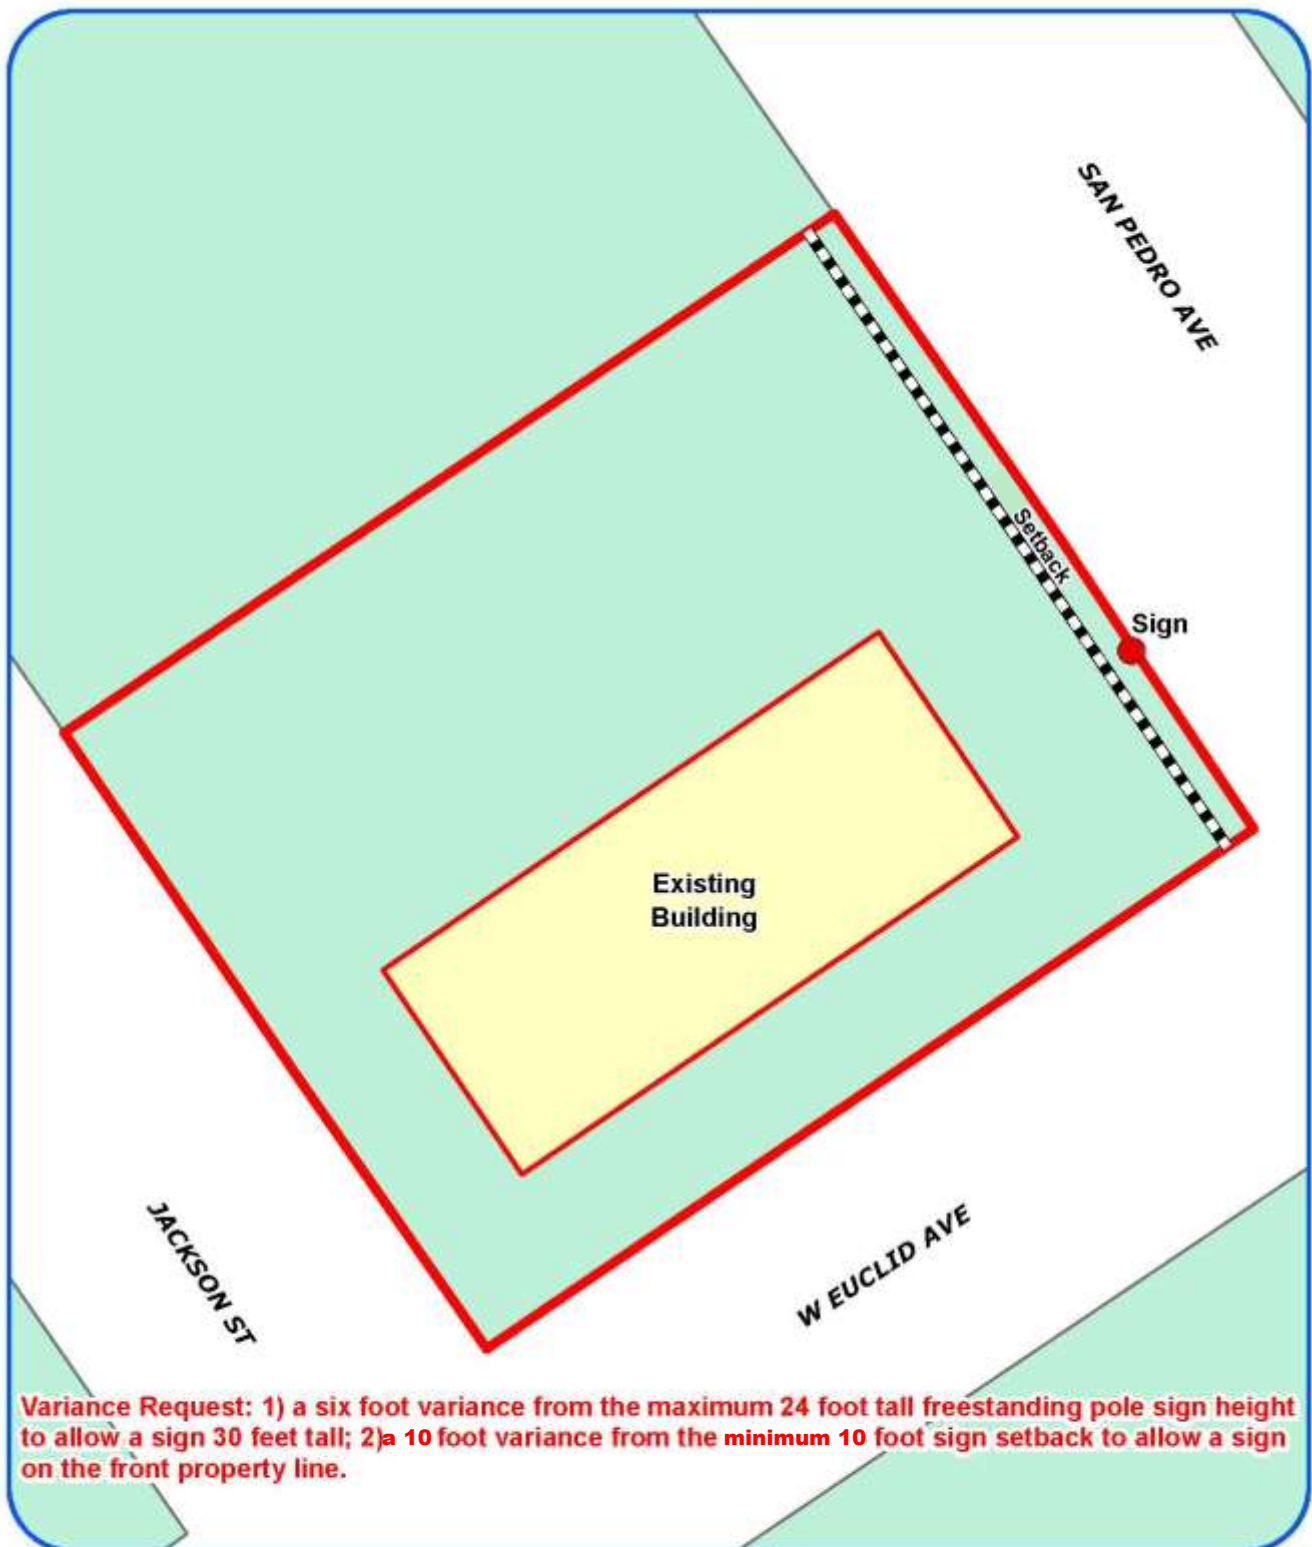 SAN PEDRO AVE
Setback
Sign
Existing
Building
JACKSON ST
W EUCLID AVE
Variance Request: 1) a six foot variance from the maximum 24 foot tall freestanding pole sign height
to allow a sign 30 feet tall; 2)a 10 foot variance from the minimum 10 foot sign setback to allow a sign
on the front property line.